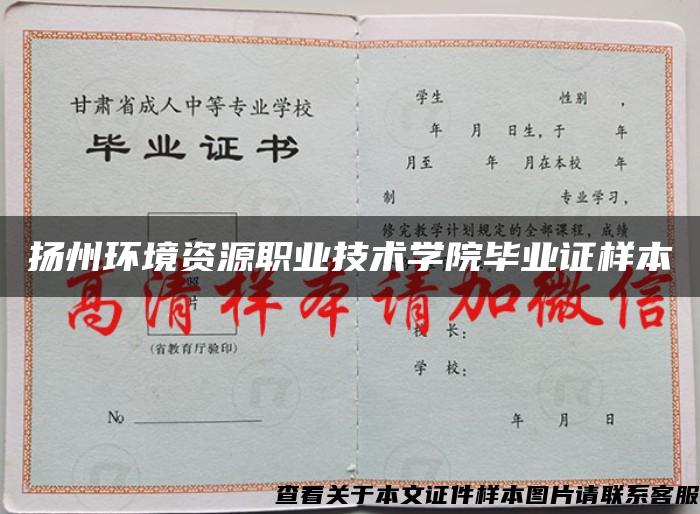 甘肃省成人中等专业学校
毕业证书
片
(省教育厅验印)
No
学生 性别 ,
年 月 日生,于 年
月至 年 月在本校 年
制 专业学习,
修完教学计划规定的全部课程,成绩
扬州环境资源职业技术学院毕业证样本
高清样本请加微信
校 长:
学 校:
年 月 日
查看关于本文证件样本图片请联系客服